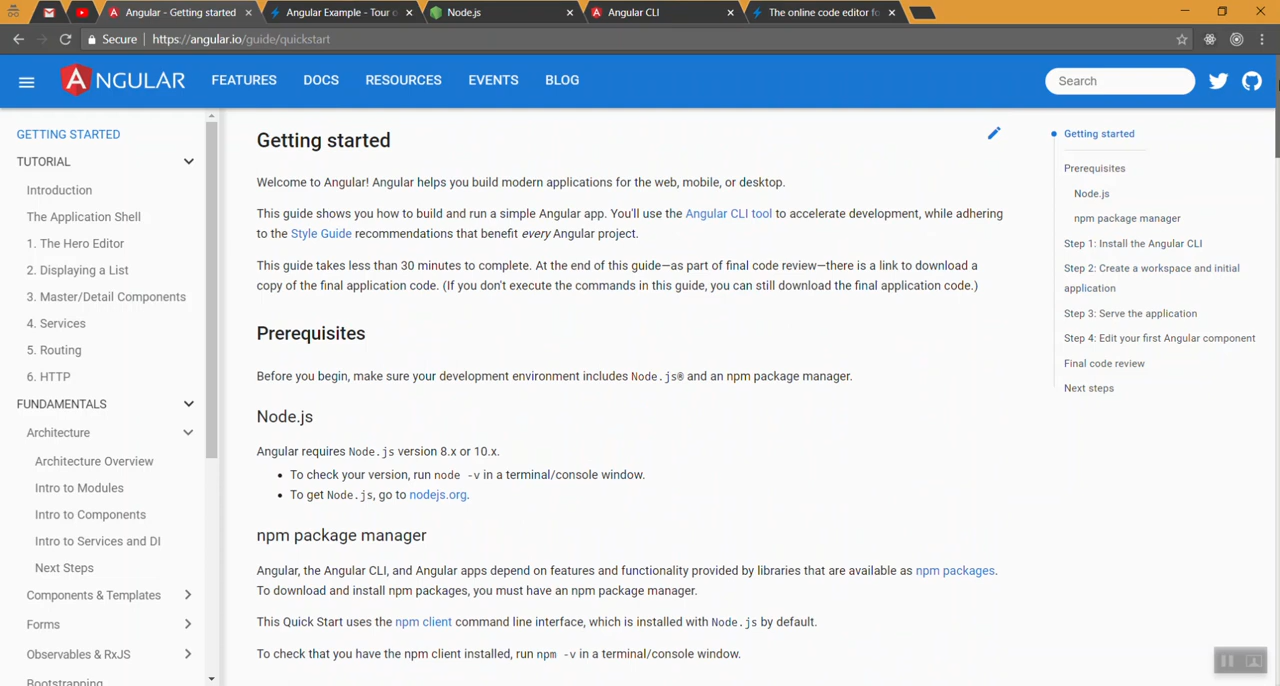 Angular - Getting started
Angular Example - Tour o
Node.js
Angular CLI
The online code editor fo
Secure
https://angular.io/guide/quickstart
ANGULAR
FEATURES
DOCS
RESOURCES
EVENTS
BLOG
Search
GETTING STARTED
TUTORIAL
Introduction
The Application Shell
1. The Hero Editor
2. Displaying a List
3. Master/Detail Components
4. Services
5. Routing
6. HTTP
FUNDAMENTALS
Architecture
Architecture Overview
Intro to Modules
Intro to Components
Intro to Services and DI
Next Steps
Components & Templates
Forms
Observables & RxJS
Bootstrapping
Getting started
Welcome to Angular! Angular helps you build modern applications for the web, mobile, or desktop.
This guide shows you how to build and run a simple Angular app. You'll use the Angular CLI tool to accelerate development, while adhering
to the Style Guide recommendations that benefit every Angular project.
This guide takes less than 30 minutes to complete. At the end of this guide—as part of final code review—there is a link to download a
copy of the final application code. (If you don't execute the commands in this guide, you can still download the final application code.)
Prerequisites
Before you begin, make sure your development environment includes Node.js® and an npm package manager.
Node.js
Angular requires Node.js version 8.x or 10.x.
• To check your version, run node -v in a terminal/console window.
• To get Node.js, go to nodejs.org.
npm package manager
Angular, the Angular CLI, and Angular apps depend on features and functionality provided by libraries that are available as npm packages.
To download and install npm packages, you must have an npm package manager.
This Quick Start uses the npm client command line interface, which is installed with Node.js by default.
To check that you have the npm client installed, run npm -v in a terminal/console window.
Getting started
Prerequisites
Node.js
npm package manager
Step 1: Install the Angular CLI
Step 2: Create a workspace and initial
application
Step 3: Serve the application
Step 4: Edit your first Angular component
Final code review
Next steps